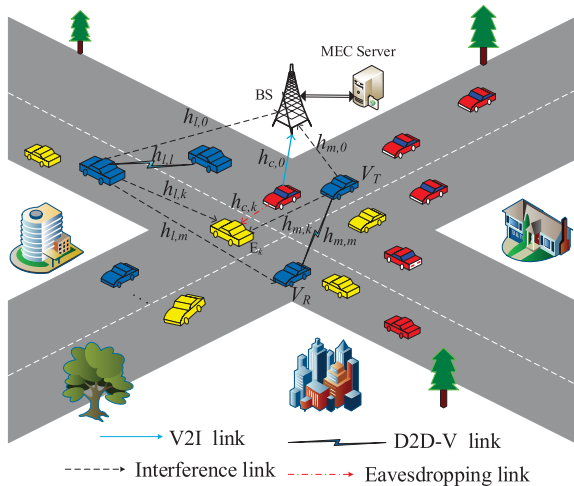 MEC Server
BS
h_{l,0}
h_{m,0}
h_{l,l}
h_{c,0}
V_T
h_{l,k}
h_{c,k}
h_{m,k}
h_{m,m}
E_k
h_{l,m}
V_R
...
V2I link
D2D-V link
Interference link
Eavesdropping link